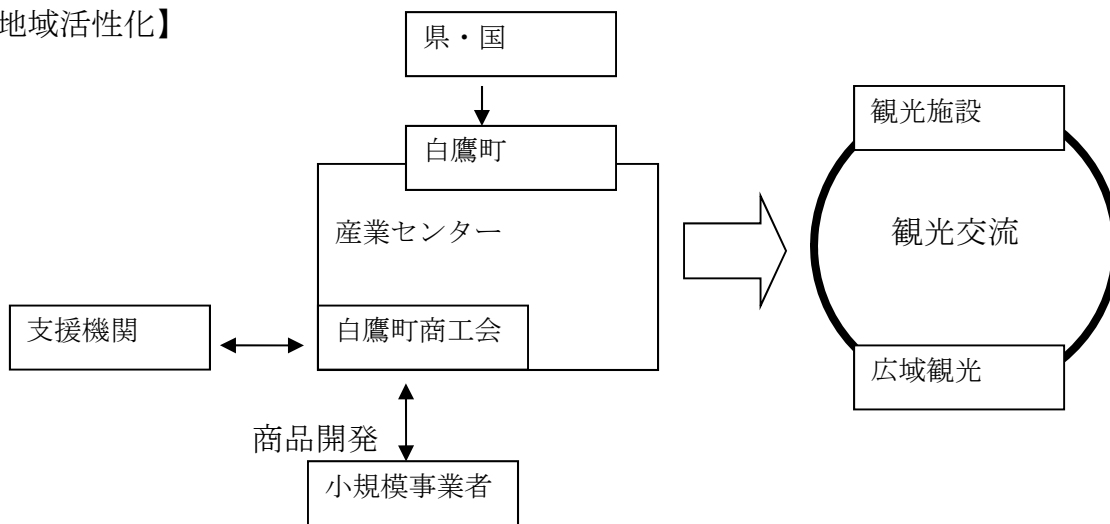 地域活性化】
県・国
白鷹町
観光施設
産業センター
観光交流
支援機関
白鷹町商工会
広域観光
商品開発
小規模事業者